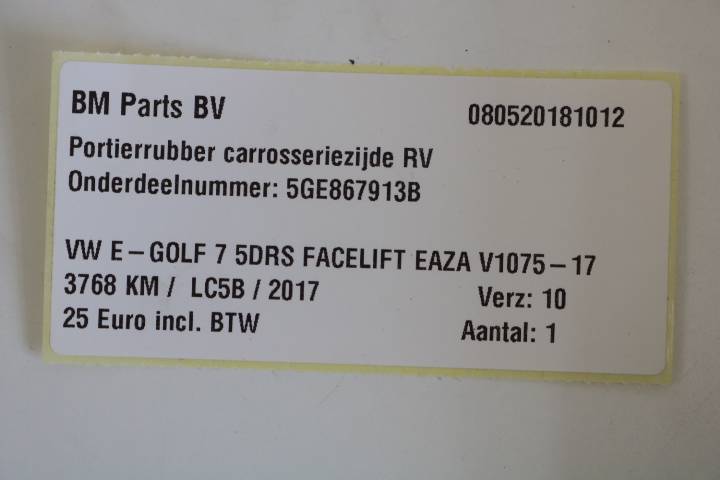 BM Parts BV 080520181012
Portierrubber carrosseriezijde RV
Onderdeelnummer: 5GE867913B
VW E-GOLF 7 5DRS FACELIFT EAZA V1075-17
3768 KM / LC5B / 2017 Verz: 10
25 Euro incl. BTW Aantal: 1